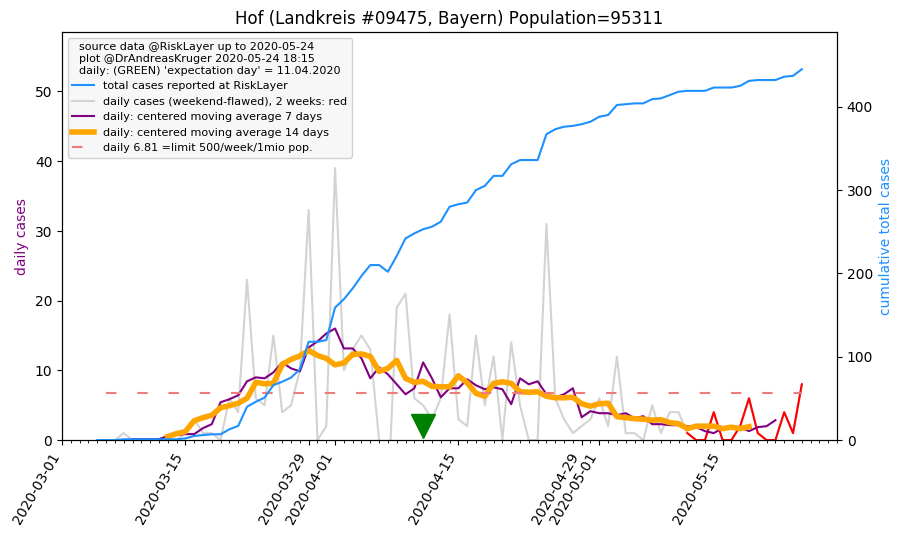 Hof (Landkreis #09475, Bayern) Population=95311
source data @RiskLayer up to 2020-05-24
plot @DrAndreasKruger 2020-05-24 18:15
daily: (GREEN) 'expectation day' = 11.04.2020
total cases reported at RiskLayer
daily cases (weekend-flawed), 2 weeks: red
daily: centered moving average 7 days
daily: centered moving average 14 days
daily 6.81 =limit 500/week/1mio pop.
daily cases
50
40
30
20
10
0
cumulative total cases
400
300
200
100
0
2020-03-01
2020-03-15
2020-03-29
2020-04-01
2020-04-15
2020-04-29
2020-05-01
2020-05-15